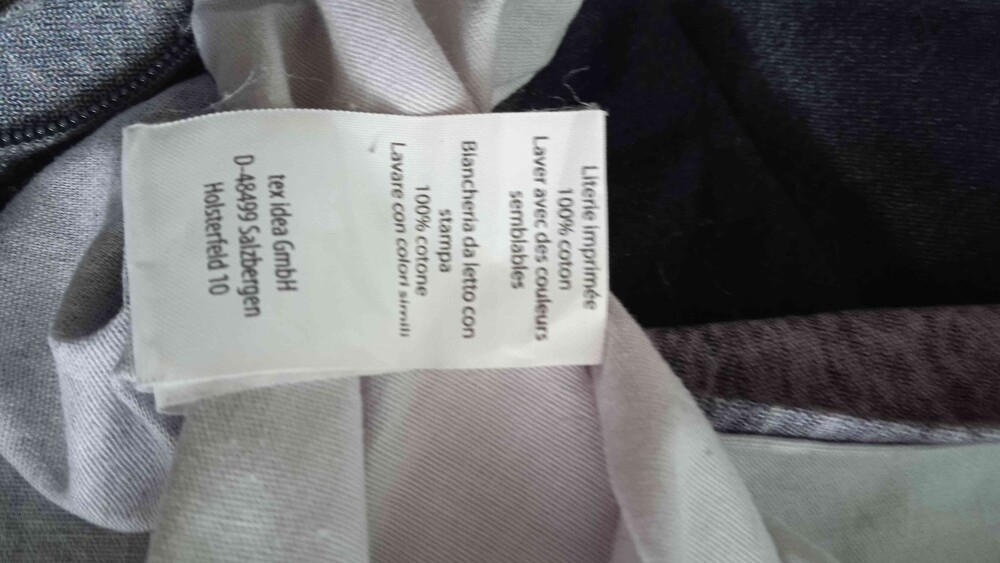 Literie imprimée
100% coton
Laver avec des couleurs
semblables
Biancheria da letto con
stampa
100% cotone
Lavare con colori simili
tex idea GmbH
D-48499 Salzbergen
Holsterfeld 10